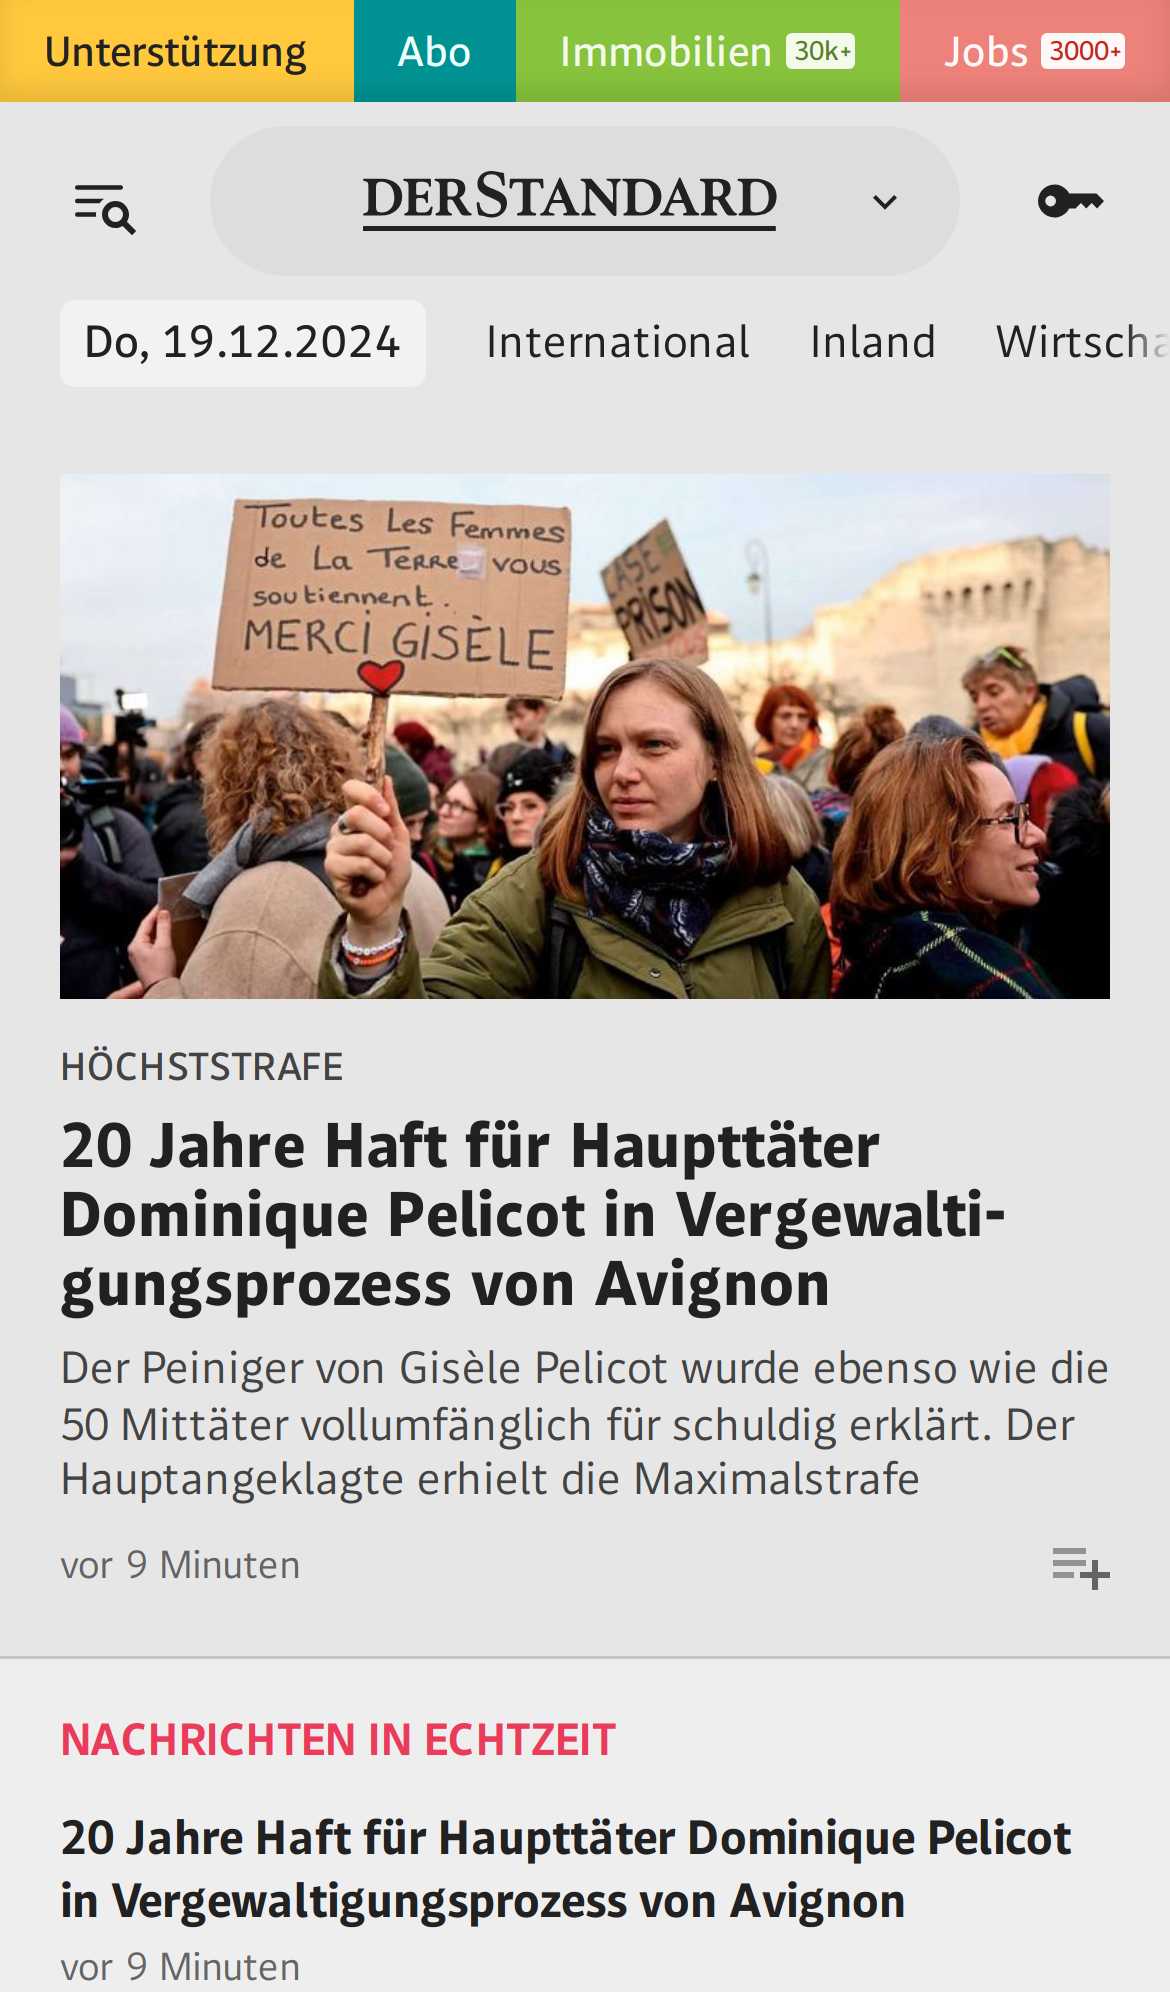 Unterstützung
Abo
Immobilien 30k+
Jobs 3000+
DERSTANDARD
Do, 19.12.2024 International Inland Wirtscha
Toutes Les Femmes
de La Terre vous
soutiennent.
MERCI GISÈLE
PRISON
HÖCHSTSTRAFE
20 Jahre Haft für Haupttäter
Dominique Pelicot in Vergewalti-
gungsprozess von Avignon
Der Peiniger von Gisèle Pelicot wurde ebenso wie die
50 Mittäter vollumfänglich für schuldig erklärt. Der
Hauptangeklagte erhielt die Maximalstrafe
vor 9 Minuten
NACHRICHTEN IN ECHTZEIT
20 Jahre Haft für Haupttäter Dominique Pelicot
in Vergewaltigungsprozess von Avignon
vor 9 Minuten